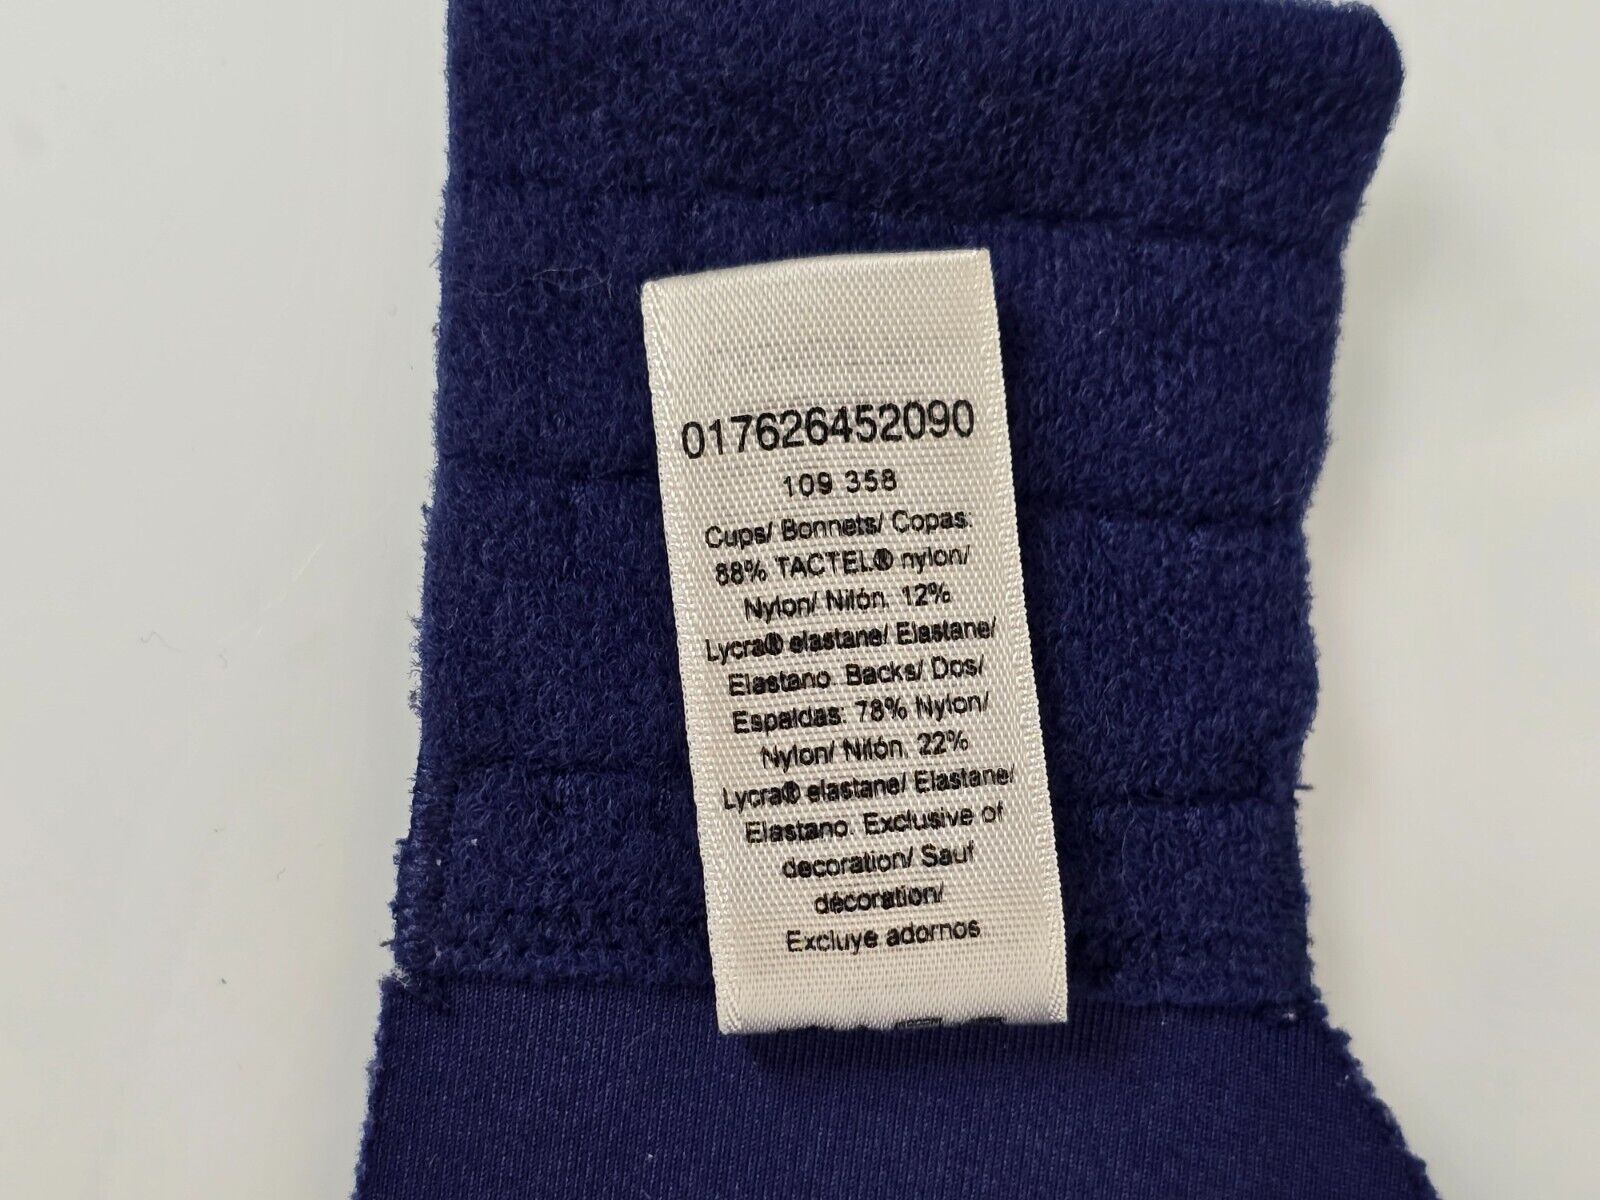 017626452090
109 358
Cups/ Bonnets/ Copas:
88% TACTEL® nylon/
Nylon/ Nilón. 12%
Lycra® elastane/ Elastane/
Elastano. Backs/ Dos/
Espaldas: 78% Nylon/
Nylon/ Nilón. 22%
Lycra® elastane/ Elastane/
Elastano. Exclusive of
decoration/ Sauf
décoration/
Excluye adornos